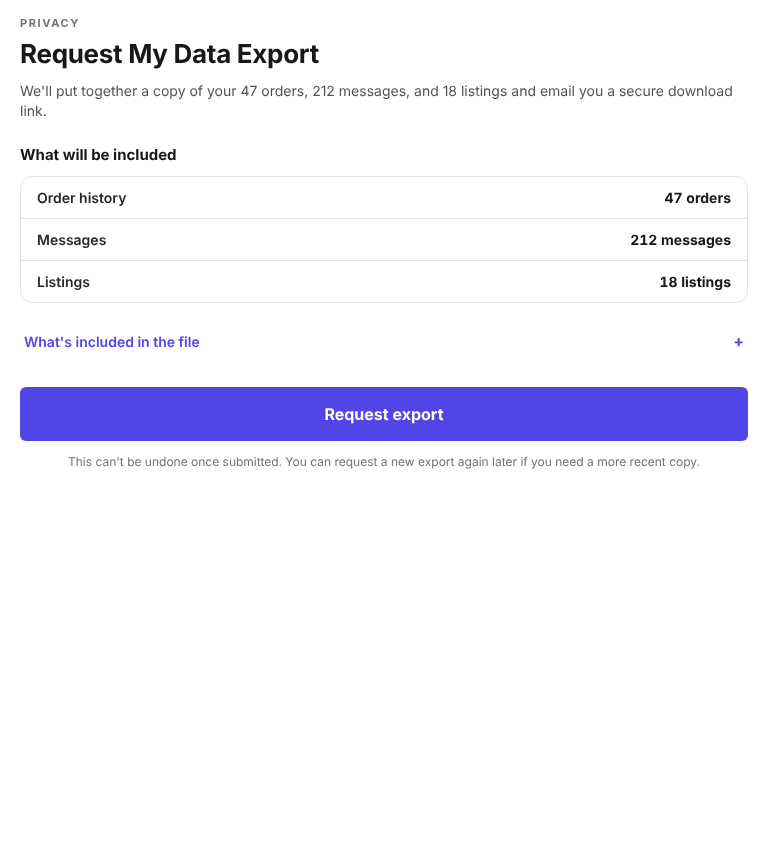 PRIVACY
Request My Data Export
We'll put together a copy of your 47 orders, 212 messages, and 18 listings and email you a secure download
link.
What will be included
Order history 47 orders
Messages 212 messages
Listings 18 listings
What's included in the file +
Request export
This can't be undone once submitted. You can request a new export again later if you need a more recent copy.